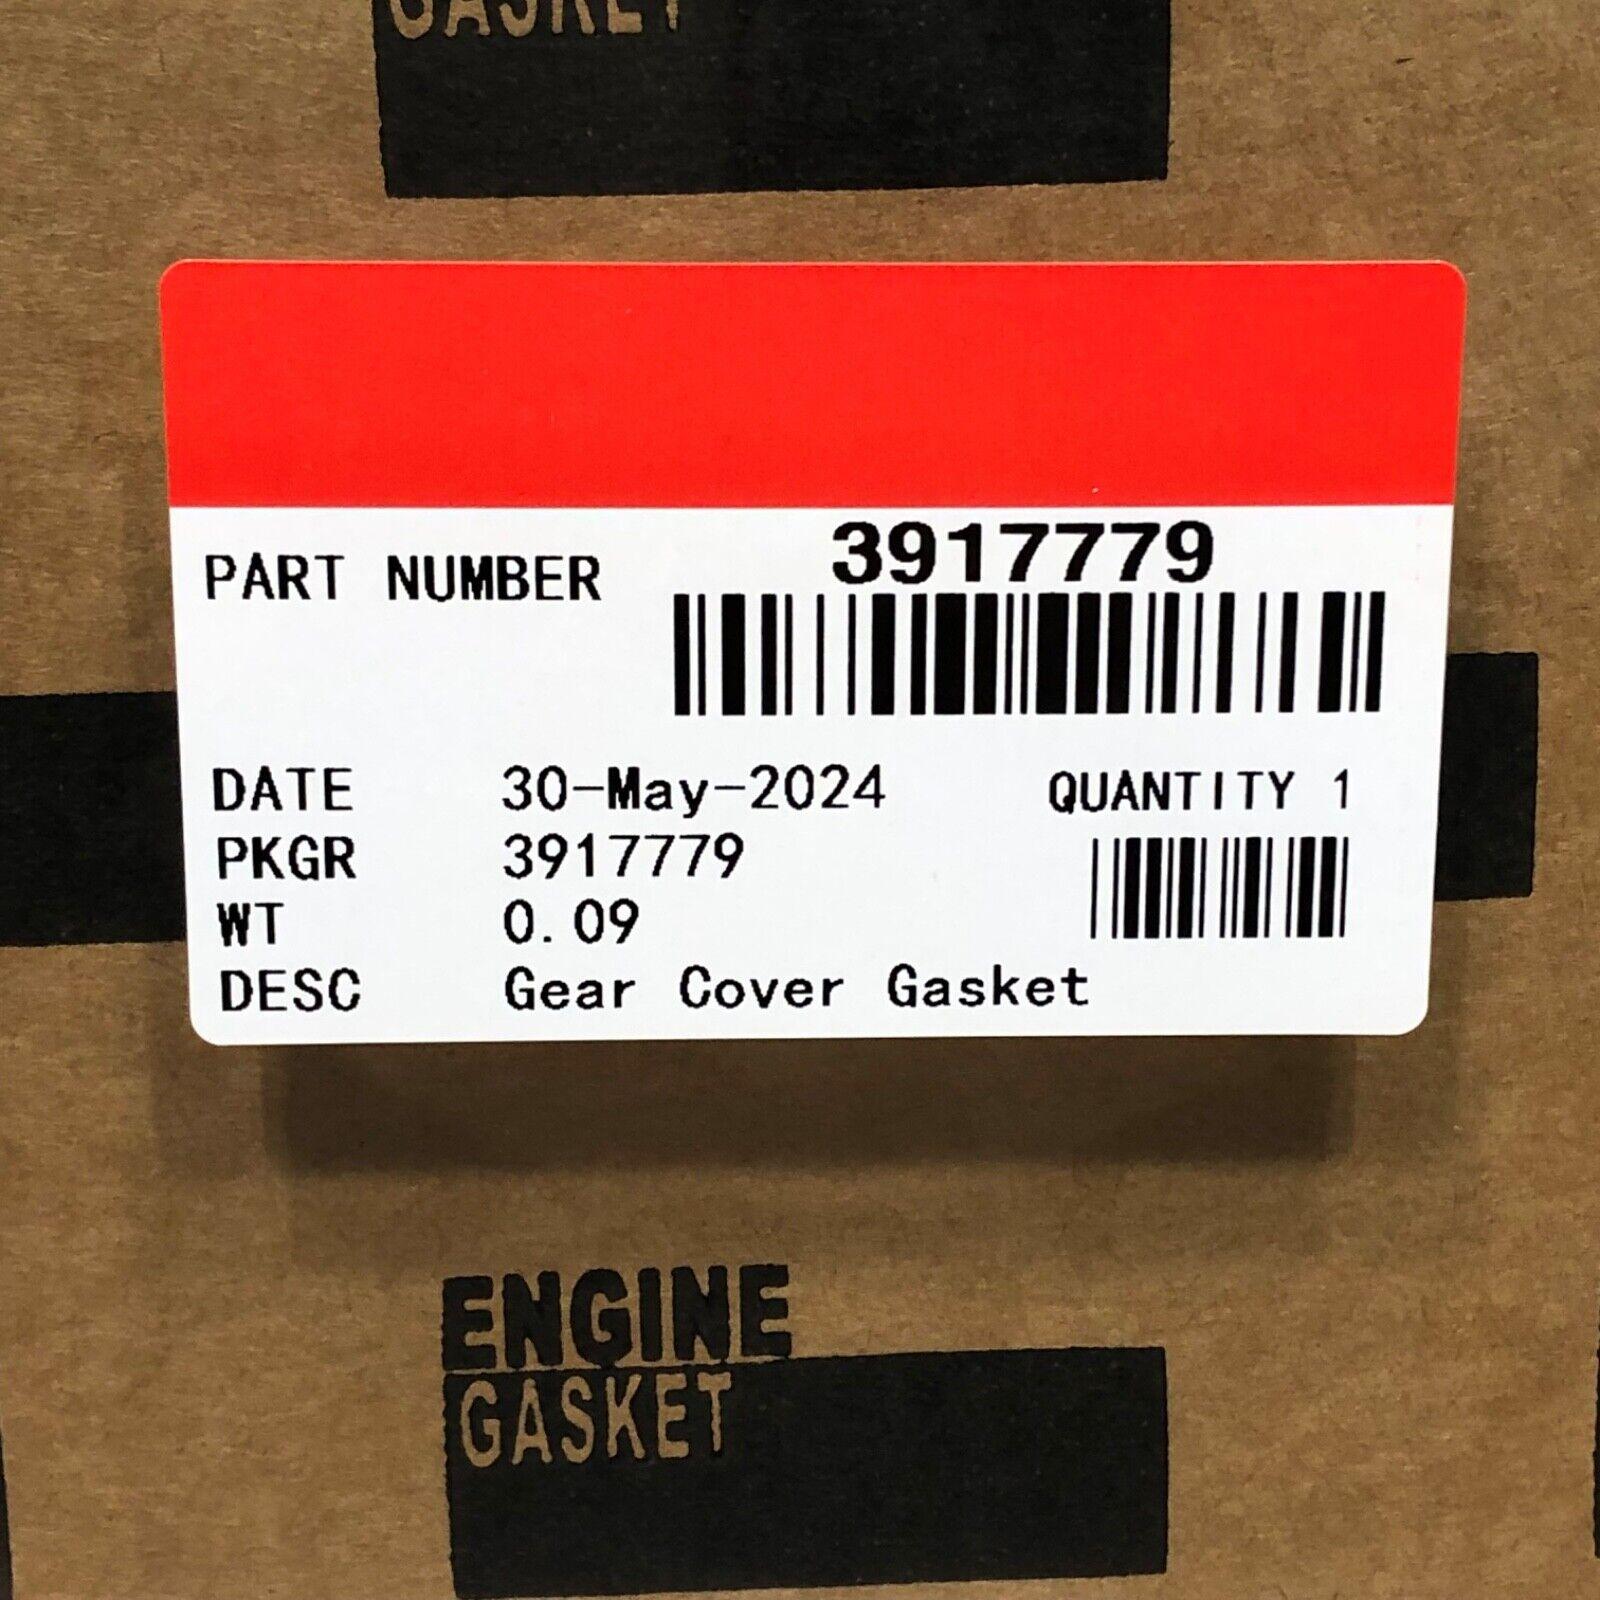 GASKET
PART NUMBER 3917779
DATE 30-May-2024 QUANTITY 1
PKGR 3917779
WT 0.09
DESC Gear Cover Gasket
ENGINE
GASKET